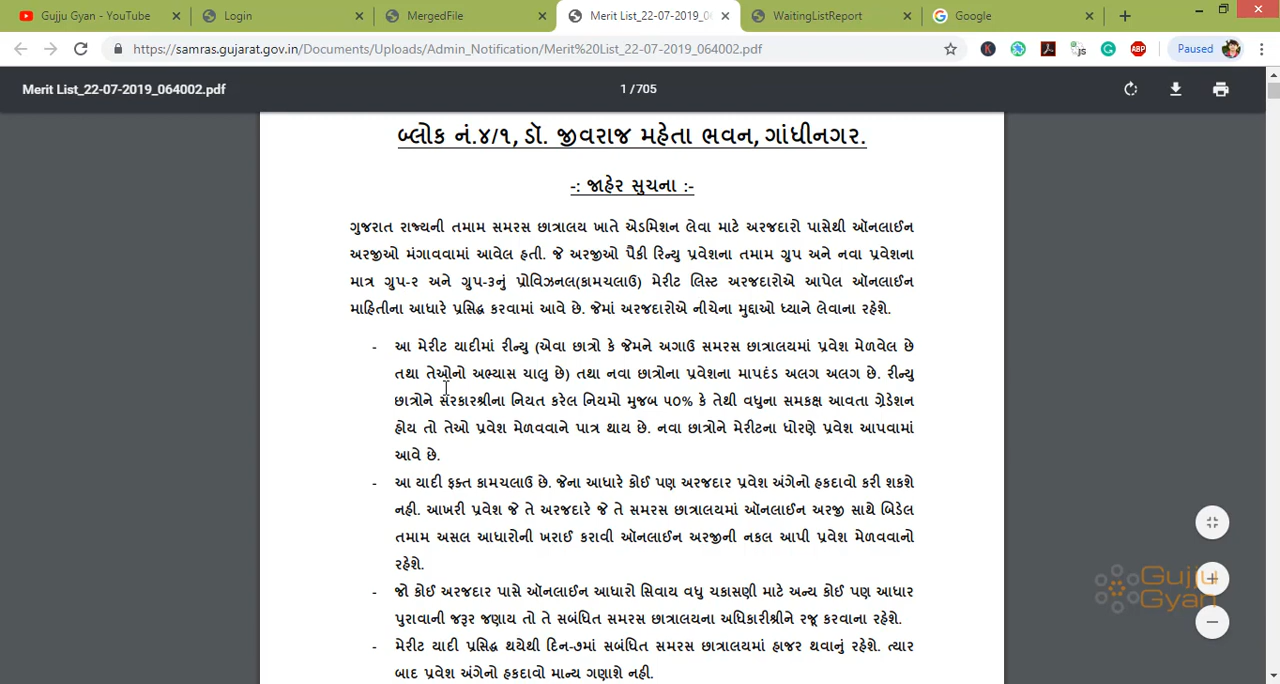 Gujju Gyan - YouTube
Login
MergedFile
Merit List_22-07-2019_0
WaitingListReport
Google
https://samras.gujarat.gov.in/Documents/Uploads/Admin_Notification/Merit%20List_22-07-2019_064002.pdf
Paused
Merit List_22-07-2019_064002.pdf
1 / 705
બ્લોક નં.૪/૧, ડૉ. જીવરાજ મહેતા ભવન, ગાંધીનગર.
-: જાહેર સુચના :-
ગુજરાત રાજ્યની તમામ સમરસ છાત્રાલય ખાતે એડમિશન લેવા માટે અરજદારો પાસેથી ઑનલાઈન
અરજીઓ મંગાવવામાં આવેલ હતી. જે અરજીઓ પૈકી રિન્યુ પ્રવેશના તમામ ગ્રુપ અને નવા પ્રવેશના
માત્ર ગ્રુપ-૨ અને ગ્રુપ-૩નું પ્રોવિઝનલ(કામચલાઉ) મેરીટ લિસ્ટ અરજદારોએ આપેલ ઑનલાઈન
માહિતીના આધારે પ્રસિદ્ધ કરવામાં આવે છે. જેમાં અરજદારોએ નીચેના મુદ્દાઓ ધ્યાને લેવાના રહેશે.
- આ મેરીટ યાદીમાં રીન્યુ (એવા છાત્રો કે જેમને અગાઉ સમરસ છાત્રાલયમાં પ્રવેશ મેળવેલ છે
તથા તેઓનો અભ્યાસ ચાલુ છે) તથા નવા છાત્રોના પ્રવેશના માપદંડ અલગ અલગ છે. રીન્યુ
છાત્રોને સરકારશ્રીના નિયત કરેલ નિયમો મુજબ ૫૦% કે તેથી વધુના સમકક્ષ આવતા ગ્રેડેશન
હોય તો તેઓ પ્રવેશ મેળવવાને પાત્ર થાય છે. નવા છાત્રોને મેરીટના ધોરણે પ્રવેશ આપવામાં
આવે છે.
- આ યાદી ફક્ત કામચલાઉ છે. જેના આધારે કોઈ પણ અરજદાર પ્રવેશ અંગેનો હકદાવો કરી શકશે
નહી. આખરી પ્રવેશ જે તે અરજદારે જે તે સમરસ છાત્રાલયમાં ઑનલાઈન અરજી સાથે બિડેલ
તમામ અસલ આધારોની ખરાઈ કરાવી ઑનલાઈન અરજીની નકલ આપી પ્રવેશ મેળવવાનો
રહેશે.
- જો કોઈ અરજદાર પાસે ઑનલાઈન આધારો સિવાય વધુ ચકાસણી માટે અન્ય કોઈ પણ આધાર
પુરાવાની જરૂર જણાય તો તે સબંધિત સમરસ છાત્રાલયના અધિકારીશ્રીને રજૂ કરવાના રહેશે.
- મેરીટ યાદી પ્રસિદ્ધ થયેથી દિન-૭માં સબંધિત સમરસ છાત્રાલયમાં હાજર થવાનું રહેશે. ત્યાર
બાદ પ્રવેશ અંગેનો હકદાવો માન્ય ગણાશે નહી.
Gujju
Gyan